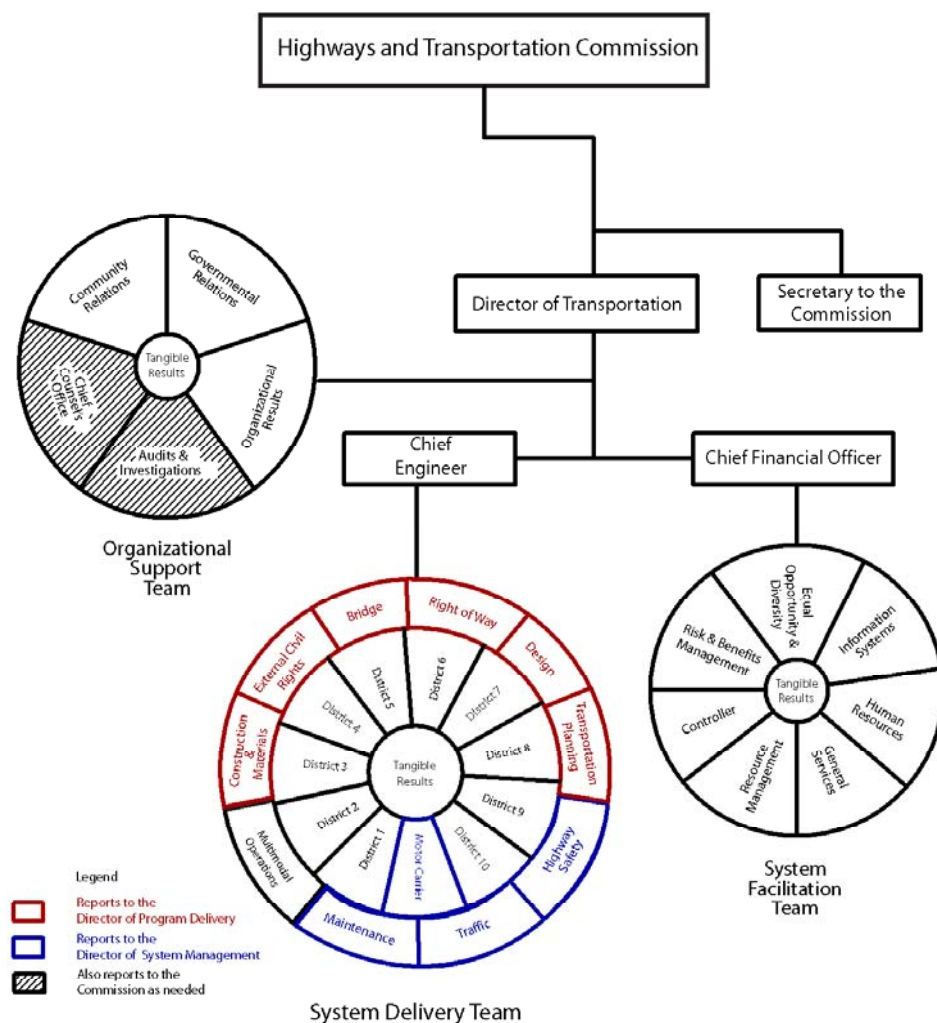 Highways and Transportation Commission
Director of Transportation
Secretary to the
Commission
Community
Relations
Governmental
Relations
Organizational
Results
Audits &
Investigations
Chief
Counsel's
Office
Tangible
Results
Organizational
Support
Team
Chief
Engineer
Chief Financial Officer
Construction
&
Materials
External Civil
Rights
Bridge
Right of Way
Design
Transportation
Planning
Highway
Safety
Traffic
Maintenance
Multimodal
Operations
District 1
District 2
District 3
District 4
District 5
District 6
District 7
District 8
District 9
District 10
Motor Carrier
Tangible
Results
System Delivery Team
Equal
Opportunity &
Diversity
Information
Systems
Human
Resources
General
Services
Resource
Management
Controller
Risk & Benefits
Management
Tangible
Results
System
Facilitation
Team
Legend
Reports to the
Director of Program Delivery
Reports to the
Director of System Management
Also reports to the
Commission as needed